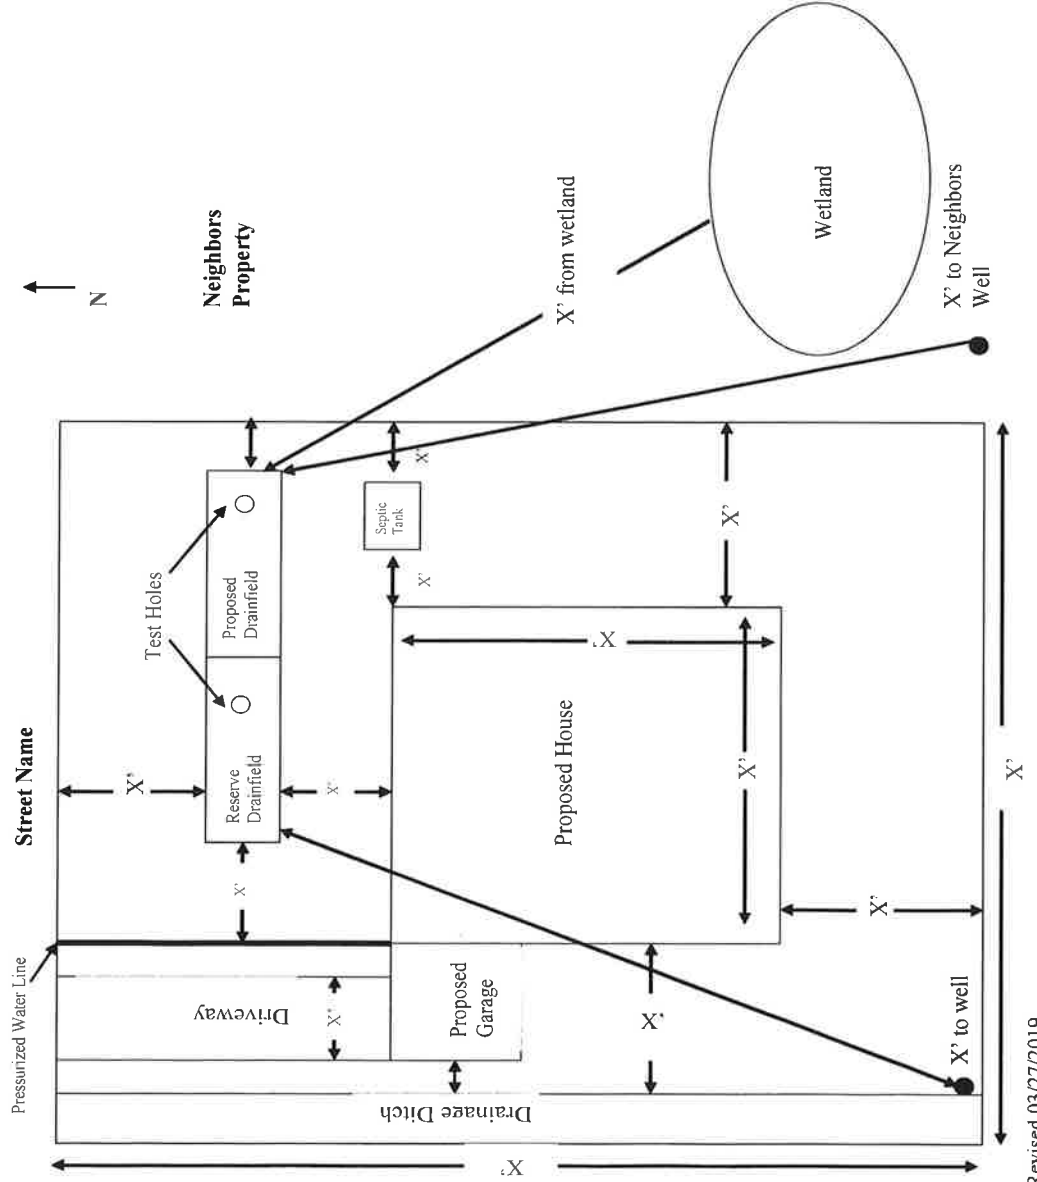 N
Neighbors
Property
Street Name
Pressurized Water Line
Test Holes
X'
Reserve
Drainfield
Proposed
Drainfield
X'
X'
Septic
Tank
X'
X'
X' from wetland
Wetland
X' to Neighbors
Well
Driveway
X'
Proposed
Garage
Proposed House
X'
X'
X'
X'
X'
X' to well
Drainage Ditch
X'
X'
Revised 03/27/2019